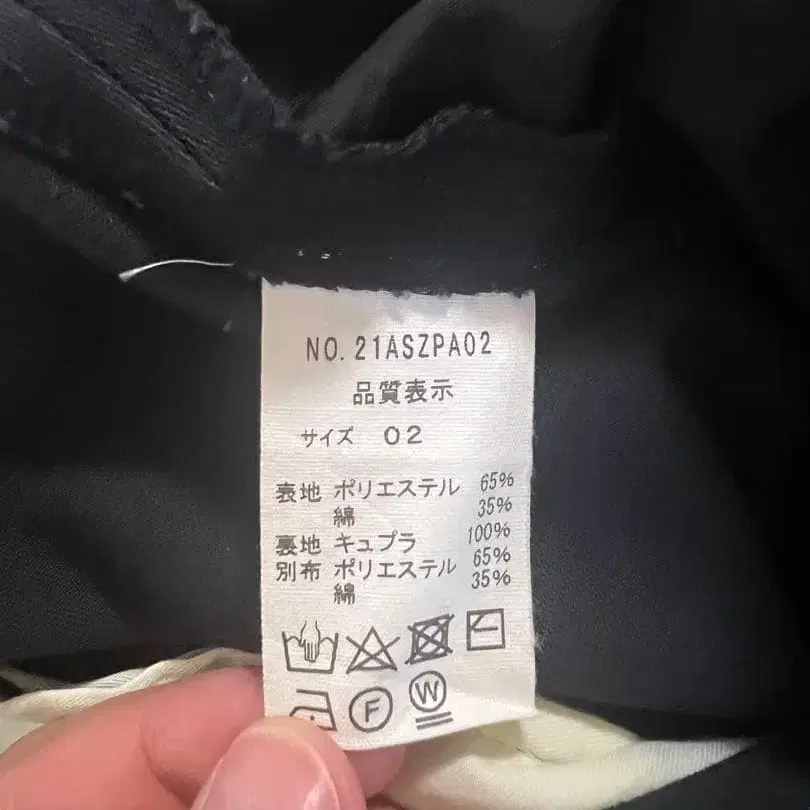 NO. 21ASZPA02
品質表示
サイズ 02
表地 ポリエステル 65%
綿 35%
裏地 キュプラ 100%
別布 ポリエステル 65%
綿 35%
F W